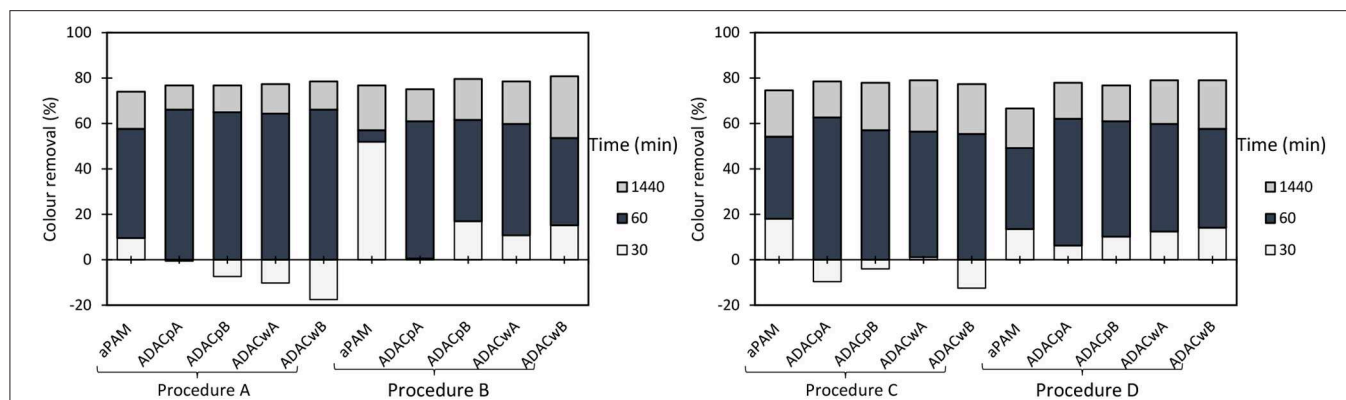 100
80
60
40
20
0
-20
Colour removal (%)
aPAM
ADACpA
ADACpB
ADACwA
ADACwB
aPAM
ADACpA
ADACpB
ADACwA
ADACwB
Procedure A
Procedure B
Time (min)
1440
60
30
100
80
60
40
20
0
-20
Colour removal (%)
aPAM
ADACpA
ADACpB
ADACwA
ADACwB
aPAM
ADACpA
ADACpB
ADACwA
ADACwB
Procedure C
Procedure D
Time (min)
1440
60
30